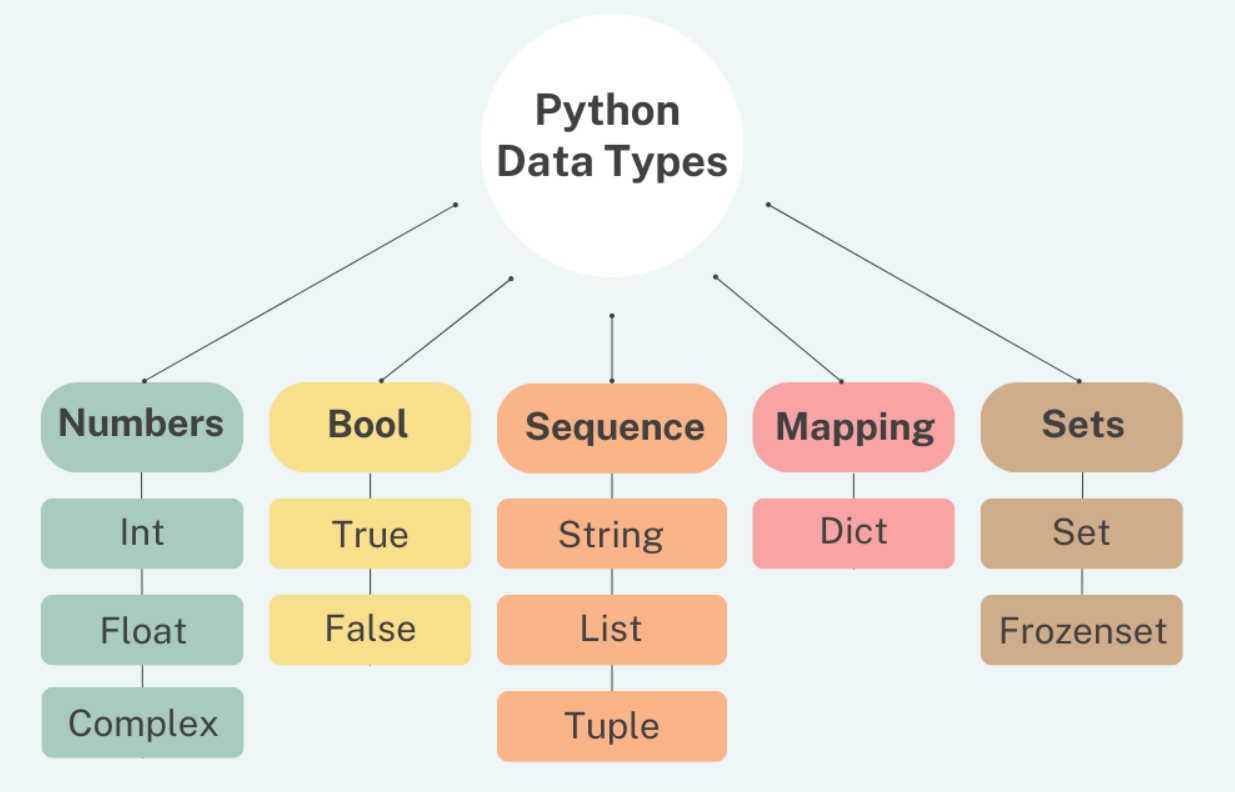 Python
Data Types
Numbers
Bool
Sequence
Mapping
Sets
Int
True
String
Dict
Set
Float
False
List
Frozenset
Complex
Tuple